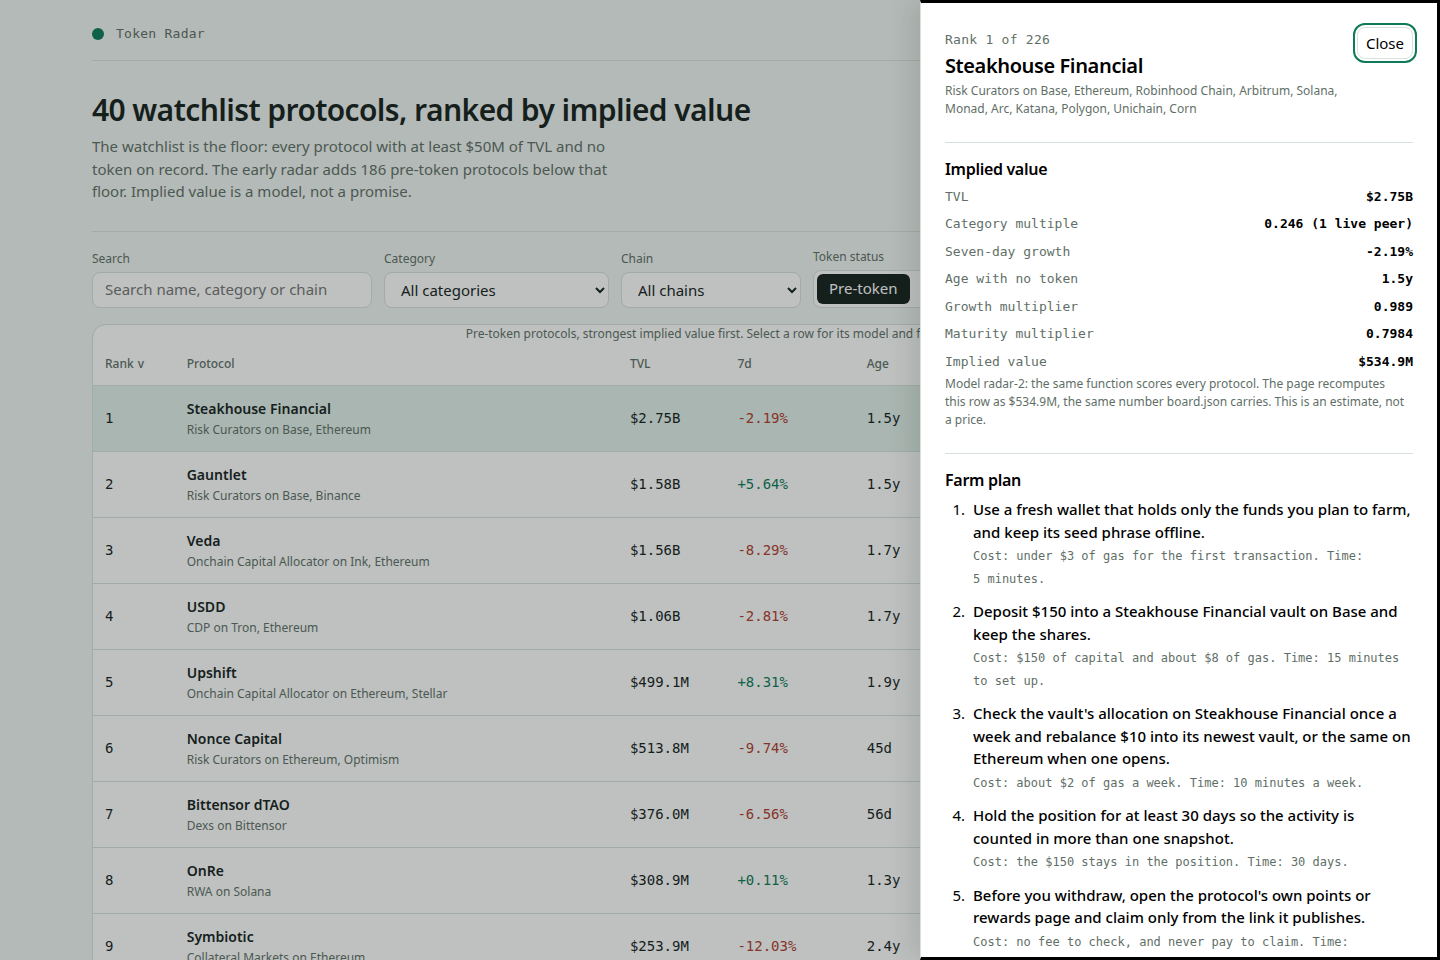 Token Radar
40 watchlist protocols, ranked by implied value
The watchlist is the floor: every protocol with at least $50M of TVL and no
token on record. The early radar adds 186 pre-token protocols below that
floor. Implied value is a model, not a promise.
Search
Category
Chain
Token status
Search name, category or chain
All categories
All chains
Pre-token
Pre-token protocols, strongest implied value first. Select a row for its model and f
Rank v Protocol TVL 7d Age
1 Steakhouse Financial $2.75B -2.19% 1.5y
Risk Curators on Base, Ethereum
2 Gauntlet $1.58B +5.64% 1.5y
Risk Curators on Base, Binance
3 Veda $1.56B -8.29% 1.7y
Onchain Capital Allocator on Ink, Ethereum
4 USDD $1.06B -2.81% 1.7y
CDP on Tron, Ethereum
5 Upshift $499.1M +8.31% 1.9y
Onchain Capital Allocator on Ethereum, Stellar
6 Nonce Capital $513.8M -9.74% 45d
Risk Curators on Ethereum, Optimism
7 Bittensor dTAO $376.0M -6.56% 56d
Dexs on Bittensor
8 OnRe $308.9M +0.11% 1.3y
RWA on Solana
9 Symbiotic $253.9M -12.03% 2.4y
Collateral Markets on Ethereum
Rank 1 of 226
Close
Steakhouse Financial
Risk Curators on Base, Ethereum, Robinhood Chain, Arbitrum, Solana,
Monad, Arc, Katana, Polygon, Unichain, Corn
Implied value
TVL $2.75B
Category multiple 0.246 (1 live peer)
Seven-day growth -2.19%
Age with no token 1.5y
Growth multiplier 0.989
Maturity multiplier 0.7984
Implied value $534.9M
Model radar-2: the same function scores every protocol. The page recomputes
this row as $534.9M, the same number board.json carries. This is an estimate, not
a price.
Farm plan
1. Use a fresh wallet that holds only the funds you plan to farm,
and keep its seed phrase offline.
Cost: under $3 of gas for the first transaction. Time:
5 minutes.
2. Deposit $150 into a Steakhouse Financial vault on Base and
keep the shares.
Cost: $150 of capital and about $8 of gas. Time: 15 minutes
to set up.
3. Check the vault's allocation on Steakhouse Financial once a
week and rebalance $10 into its newest vault, or the same on
Ethereum when one opens.
Cost: about $2 of gas a week. Time: 10 minutes a week.
4. Hold the position for at least 30 days so the activity is
counted in more than one snapshot.
Cost: the $150 stays in the position. Time: 30 days.
5. Before you withdraw, open the protocol's own points or
rewards page and claim only from the link it publishes.
Cost: no fee to check, and never pay to claim. Time: